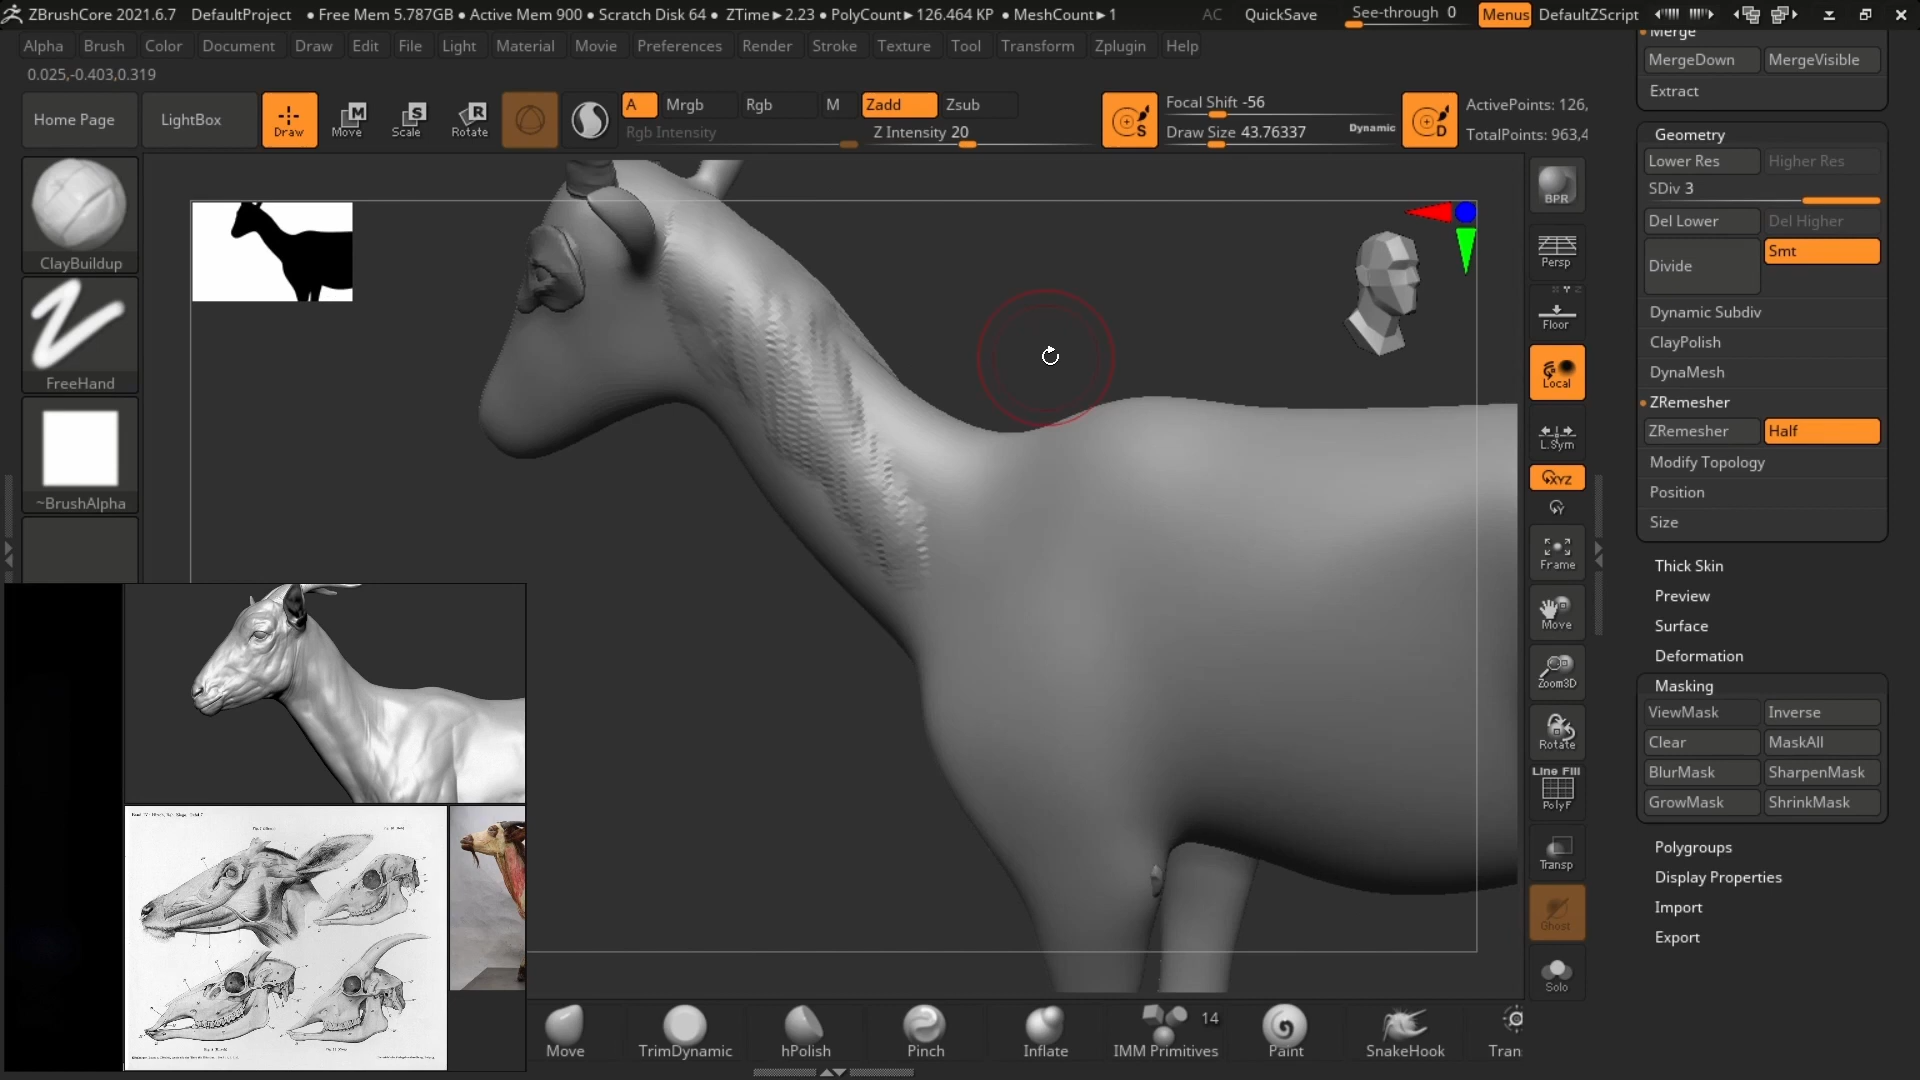 ZBrushCore 2021.6.7 DefaultProject • Free Mem 5.787GB • Active Mem 900 • Scratch Disk 64 • ZTime►2.23 • PolyCount►126.464 KP • MeshCount►1 AC QuickSave See-through 0 Menus DefaultZScript
Alpha Brush Color Document Draw Edit File Light Material Movie Preferences Render Stroke Texture Tool Transform Zplugin Help
0.025,-0.403,0.319
Home Page LightBox Draw Move Scale Rotate
A Mrgb Rgb M Zadd Zsub
Rgb Intensity Z Intensity 20
Focal Shift -56
Draw Size 43.76337 Dynamic
ActivePoints: 126,
TotalPoints: 963,4
ClayBuildup
FreeHand
~BrushAlpha
BPR
Persp
Floor
Local
L.Sym
XYZ
Y
Frame
Move
Zoom3D
Rotate
Line Fill
PolyF
Transp
Ghost
Solo
Merge
MergeDown MergeVisible
Extract
Geometry
Lower Res Higher Res
SDiv 3
Del Lower Del Higher
Divide Smt
Dynamic Subdiv
ClayPolish
DynaMesh
ZRemesher
ZRemesher Half
Modify Topology
Position
Size
Thick Skin
Preview
Surface
Deformation
Masking
ViewMask Inverse
Clear MaskAll
BlurMask SharpenMask
GrowMask ShrinkMask
Polygroups
Display Properties
Import
Export
Move TrimDynamic hPolish Pinch Inflate IMM Primitives 14 Paint SnakeHook Tran